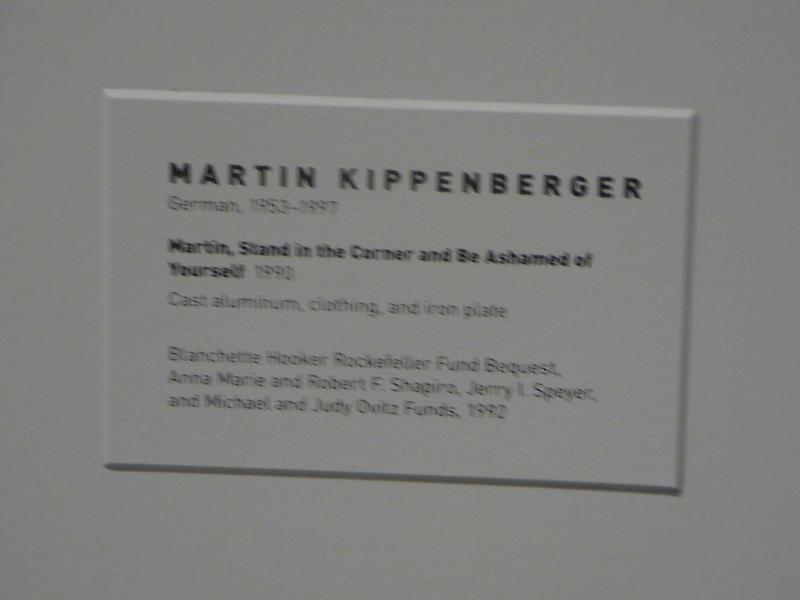 MARTIN KIPPENBERGER
German, 1953–1997
Martin, Stand in the Corner and Be Ashamed of
Yourself 1990
Cast aluminum, clothing, and iron plate
Blanchette Hooker Rockefeller Fund Bequest,
Anna Marie and Robert F. Shapiro, Jerry I. Speyer,
and Michael and Judy Ovitz Funds, 1992